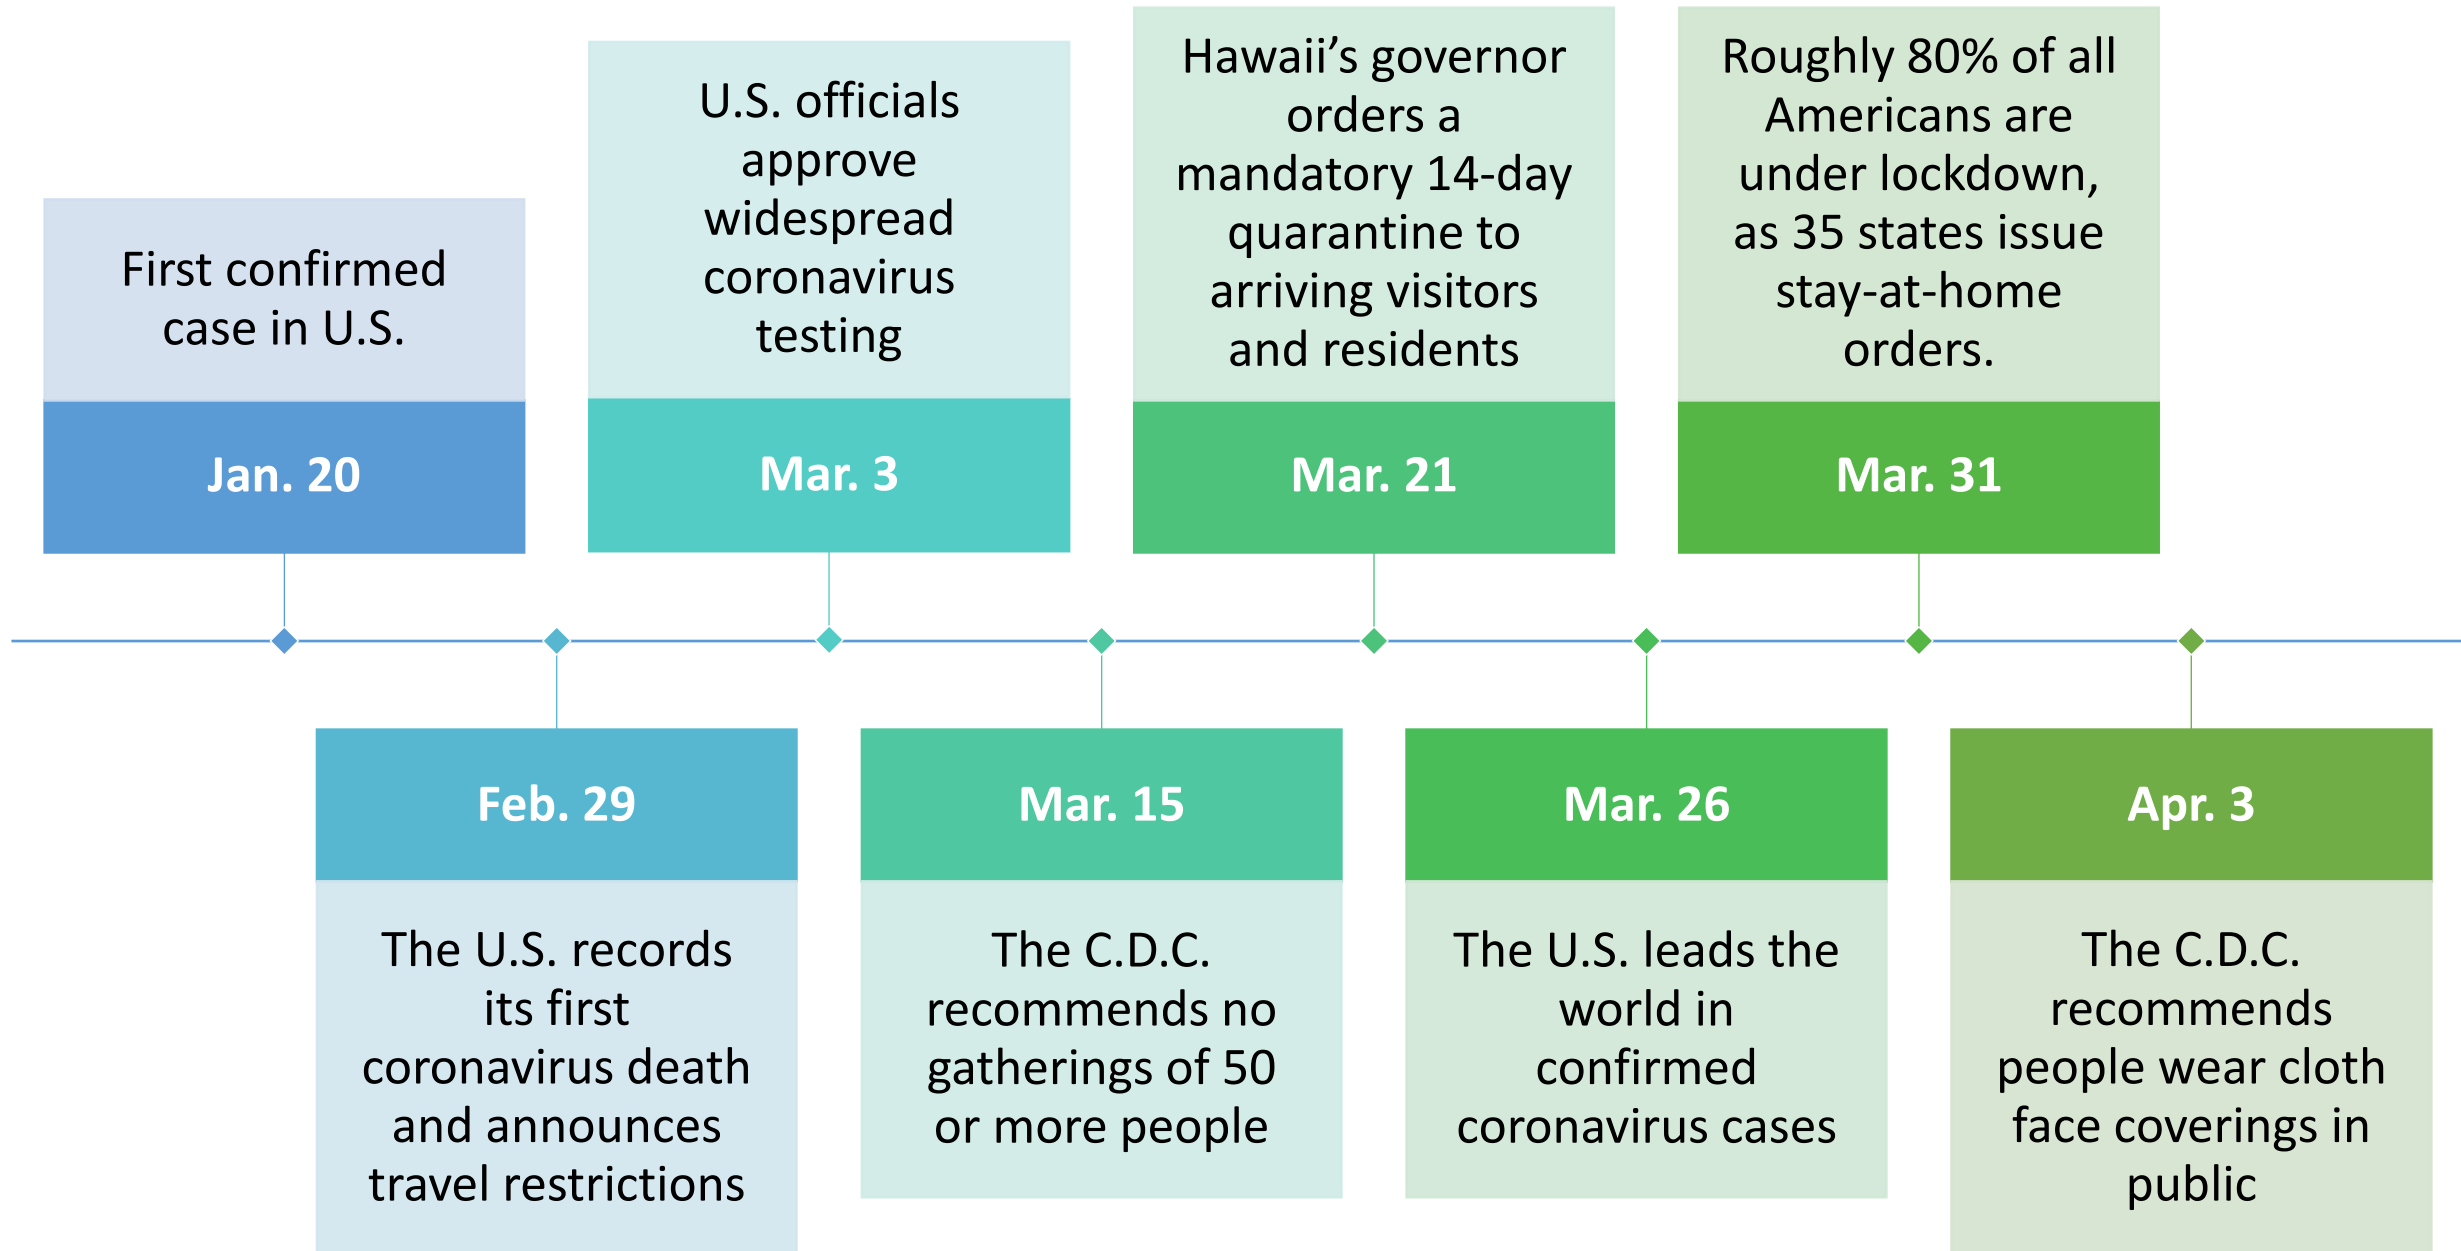 First confirmed
case in U.S.
Jan. 20
Feb. 29
The U.S. records
its first
coronavirus death
and announces
travel restrictions
U.S. officials
approve
widespread
coronavirus
testing
Mar. 3
Mar. 15
The C.D.C.
recommends no
gatherings of 50
or more people
Hawaii’s governor
orders a
mandatory 14-day
quarantine to
arriving visitors
and residents
Mar. 21
Mar. 26
The U.S. leads the
world in
confirmed
coronavirus cases
Roughly 80% of all
Americans are
under lockdown,
as 35 states issue
stay-at-home
orders.
Mar. 31
Apr. 3
The C.D.C.
recommends
people wear cloth
face coverings in
public